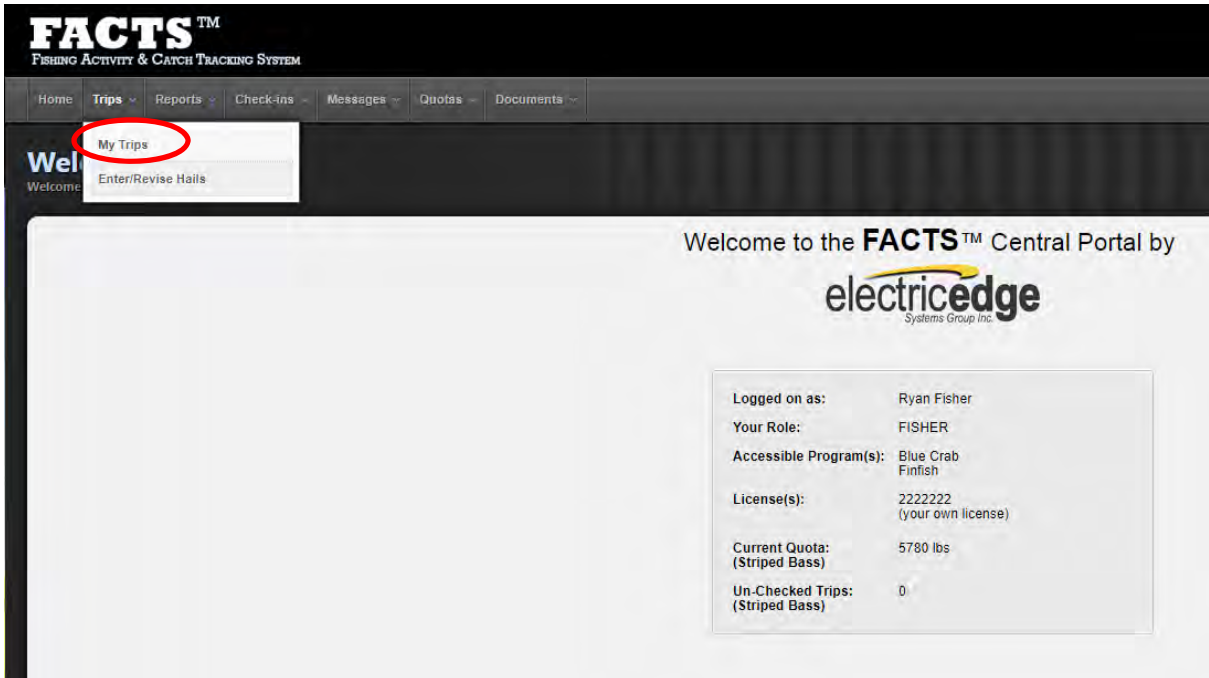 FACTS™
Fishing Activity & Catch Tracking System
Home Trips Reports Check-ins Messages Quotas Documents
My Trips
Enter/Revise Hails
Wel
Welcome
Welcome to the FACTS™ Central Portal by
electricedge
Systems Group Inc.
Logged on as: Ryan Fisher
Your Role: FISHER
Accessible Program(s): Blue Crab
Finfish
License(s): 2222222
(your own license)
Current Quota: 5780 lbs
(Striped Bass)
Un-Checked Trips: 0
(Striped Bass)